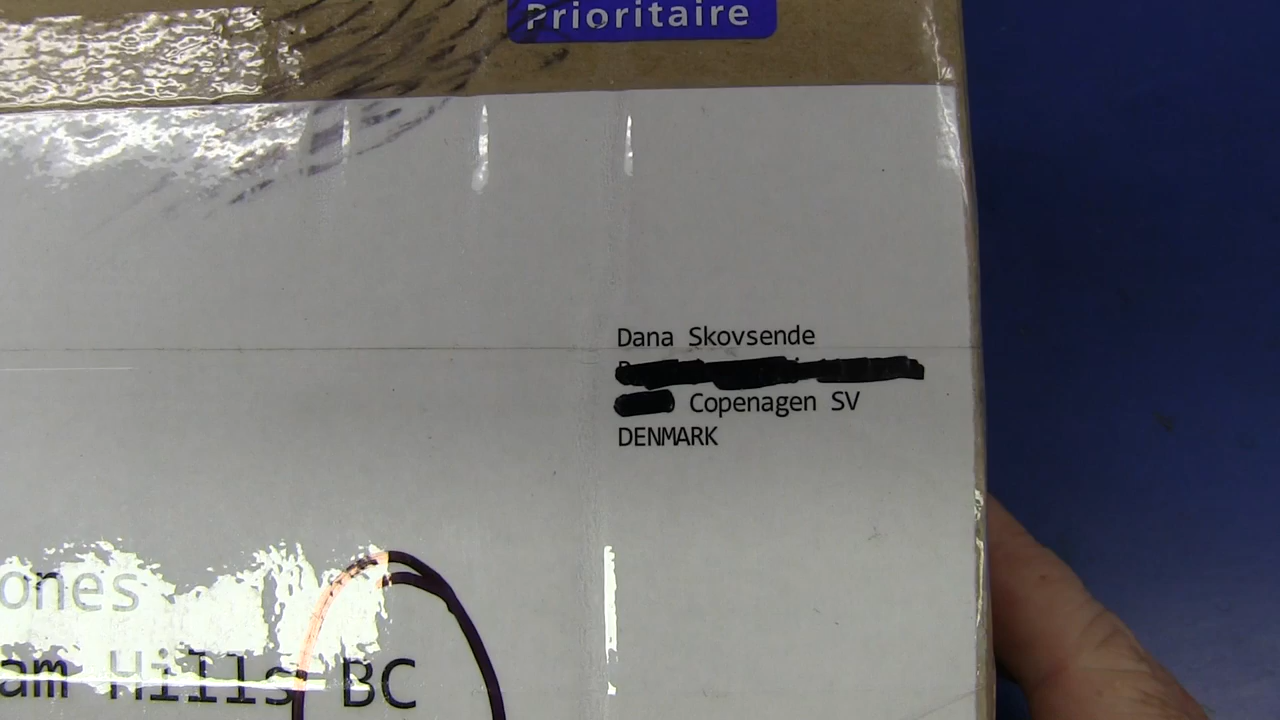 Prioritaire
Dana Skovsende
Copenagen SV
DENMARK
ones
am Hills BC